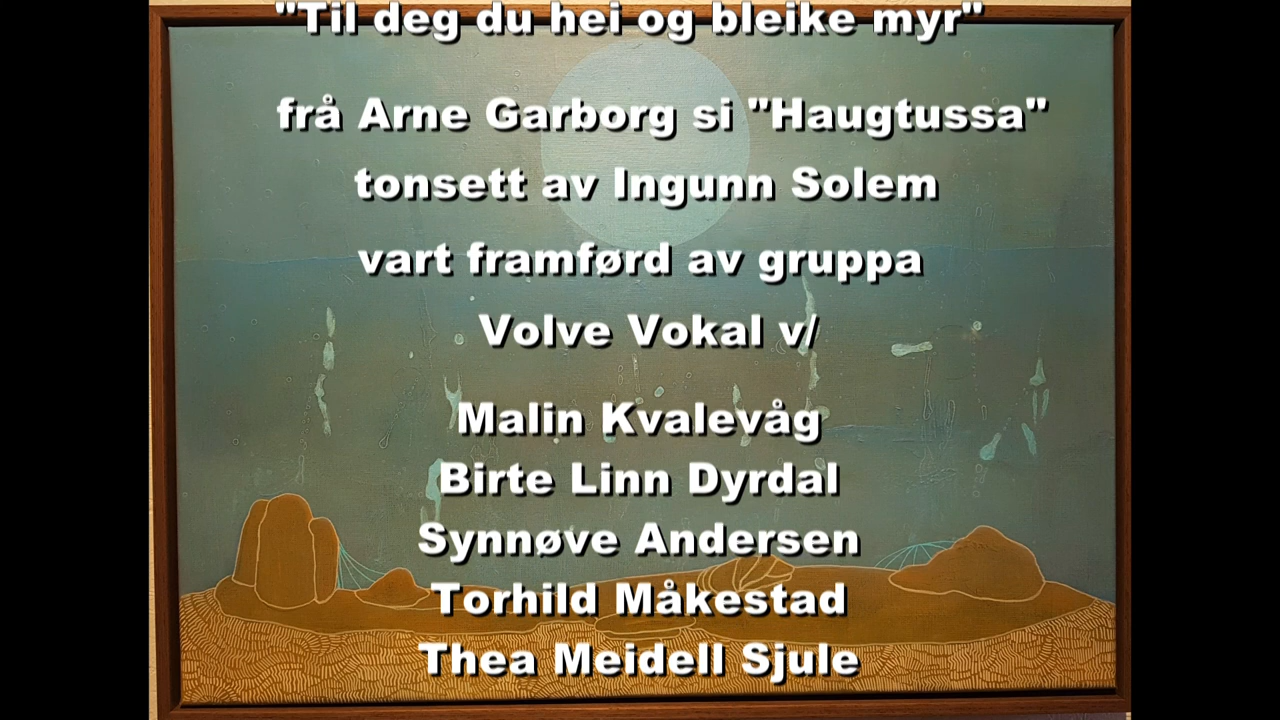 "Til deg du hei og bleike myr"
frå Arne Garborg si "Haugtussa"
tonsett av Ingunn Solem
vart framførd av gruppa
Volve Vokal v/
Malin Kvalevåg
Birte Linn Dyrdal
Synnøve Andersen
Torhild Måkestad
Thea Meidell Sjule